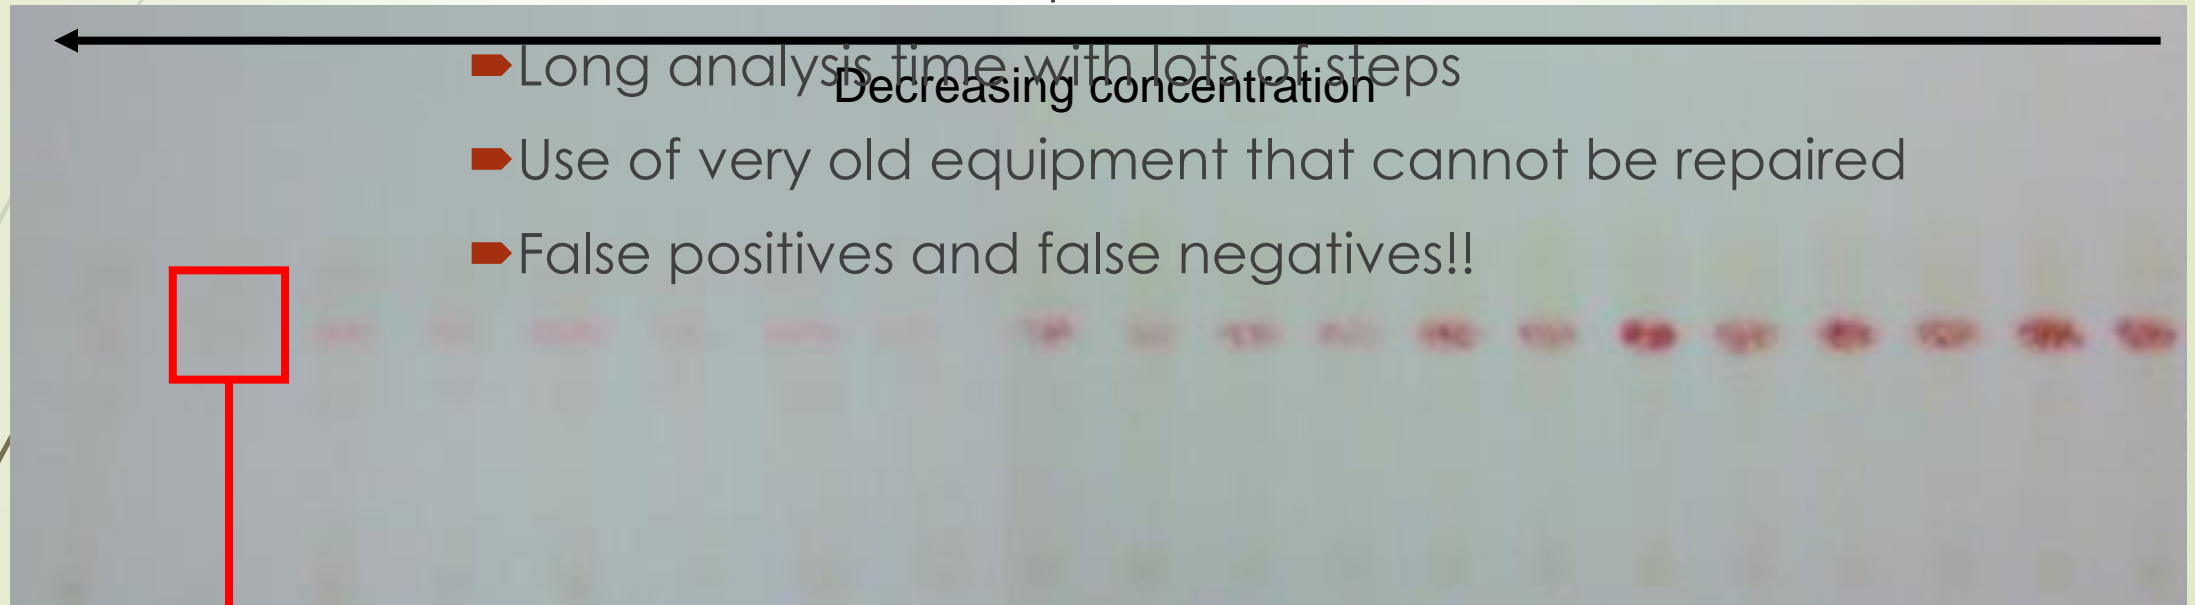 Long analysis time with lots of steps
Decreasing concentration
Use of very old equipment that cannot be repaired
False positives and false negatives!!